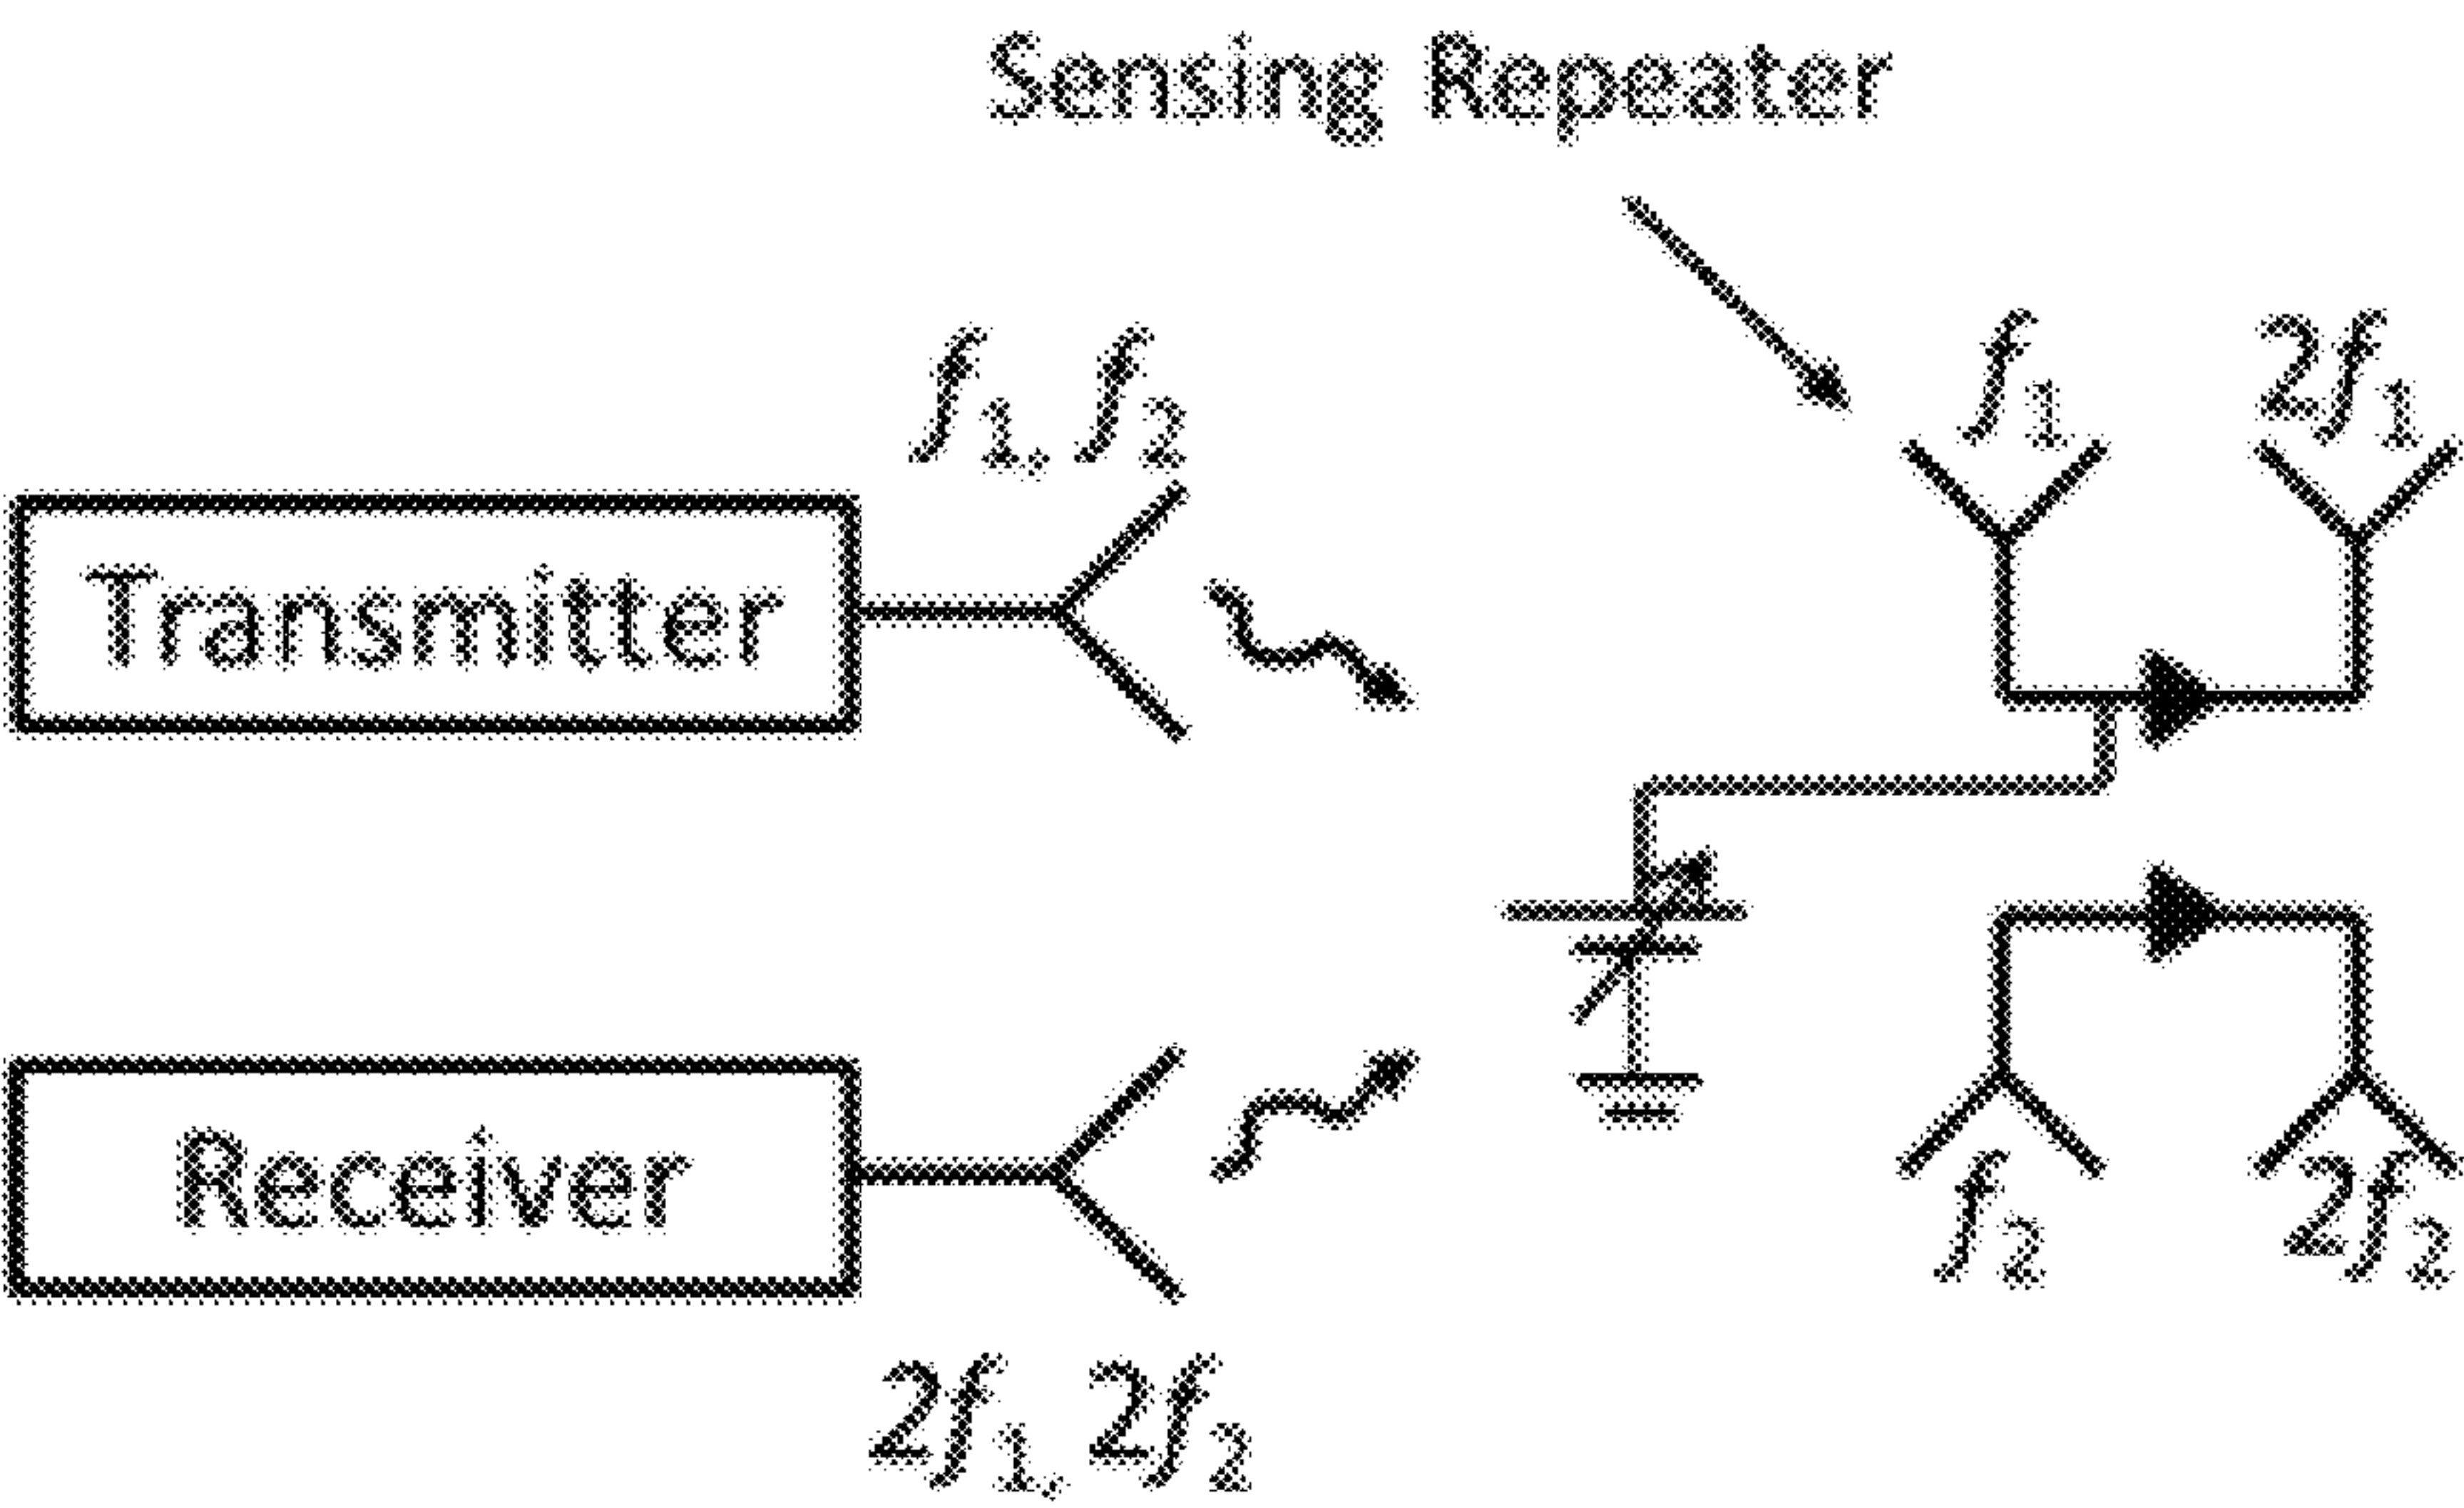 Sensing Repeater
f1, f2
f1
2f1
Transmitter
Receiver
f2
2f2
2f1, 2f2